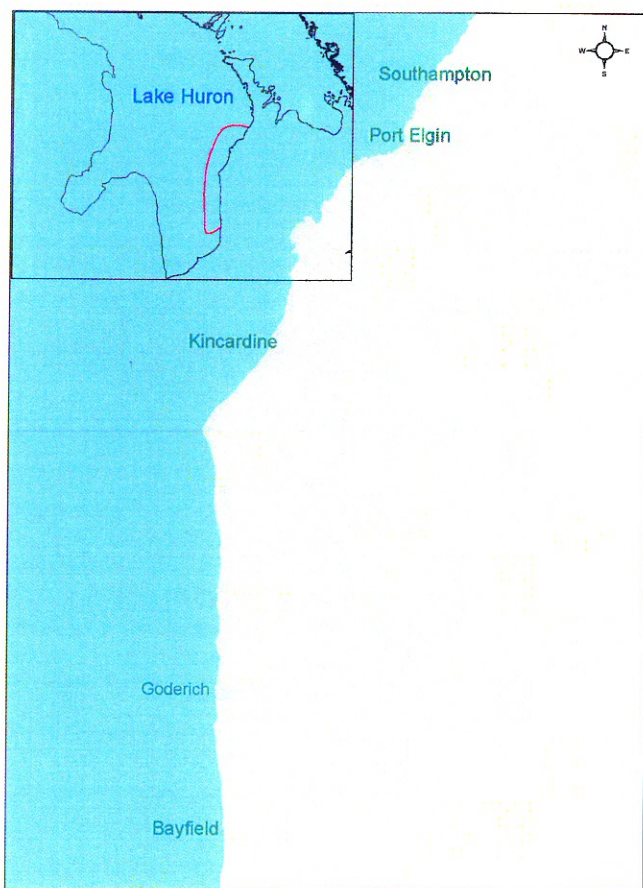 N
W E
S
Southampton
Lake Huron
Port Elgin
Kincardine
Goderich
Bayfield